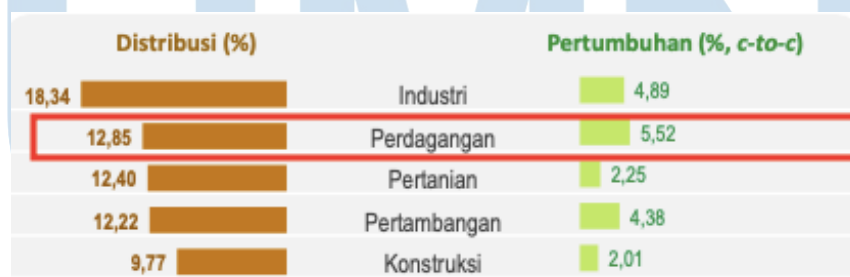 Distribusi (%) Pertumbuhan (%, c-to-c)
18,34 Industri 4,89
12,85 Perdagangan 5,52
12,40 Pertanian 2,25
12,22 Pertambangan 4,38
9,77 Konstruksi 2,01